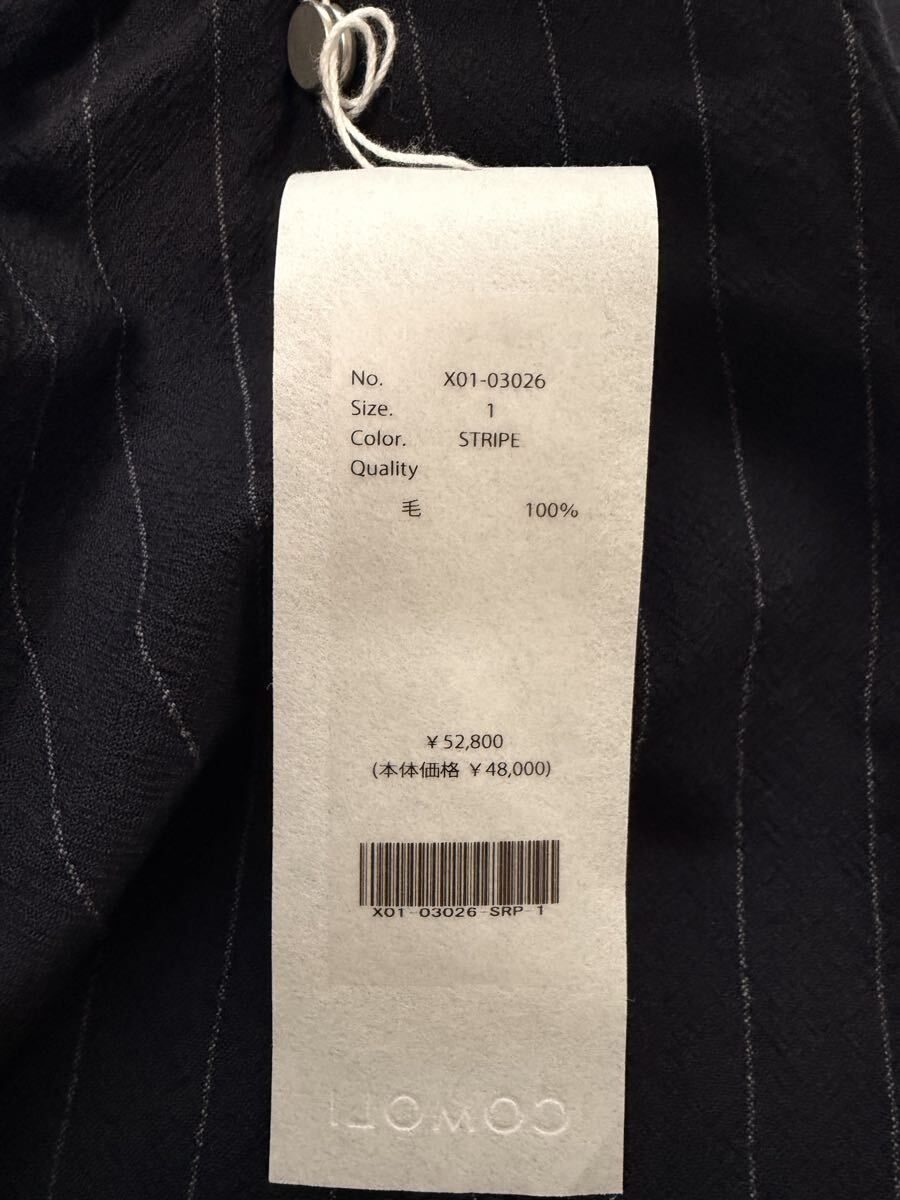 No. X01-03026
Size. 1
Color. STRIPE
Quality
毛 100%
¥52,800
(本体価格 ¥48,000)
X01-03026-SRP-1
COMOLI